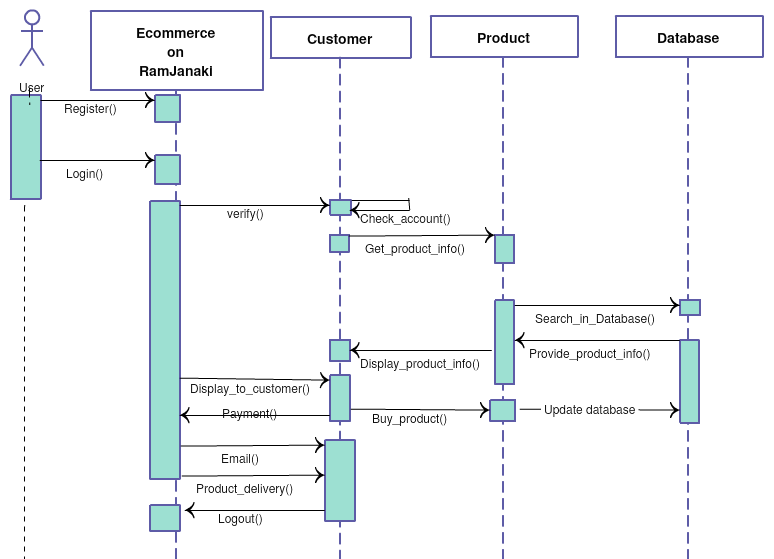 Ecommerce
on
RamJanaki
Customer
Product
Database
User
Register()
Login()
verify()
Check_account()
Get_product_info()
Search_in_Database()
Provide_product_info()
Display_product_info()
Display_to_customer()
Payment()
Buy_product()
Update database
Email()
Product_delivery()
Logout()